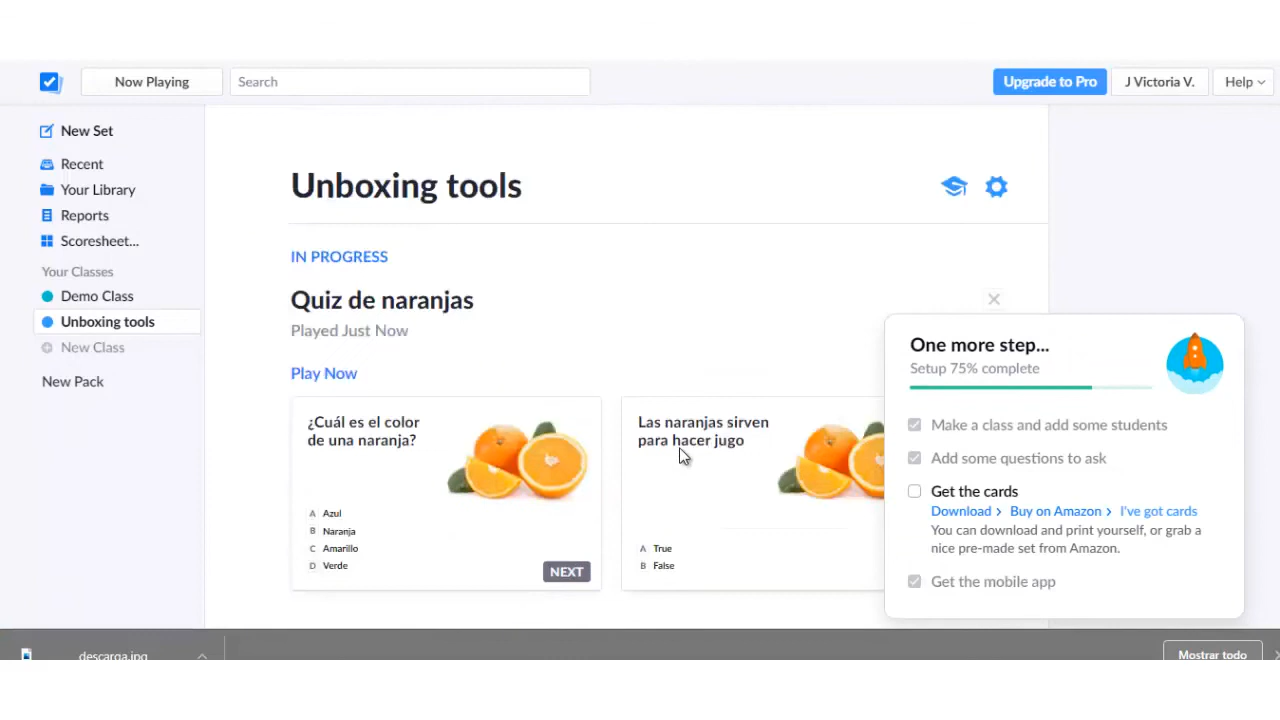 Now Playing
Search
Upgrade to Pro
J Victoria V.
Help
New Set
Recent
Your Library
Reports
Scoresheet...
Your Classes
Demo Class
Unboxing tools
New Class
New Pack
Unboxing tools
IN PROGRESS
Quiz de naranjas
Played Just Now
Play Now
¿Cuál es el color
de una naranja?
A Azul
B Naranja
C Amarillo
D Verde
NEXT
Las naranjas sirven
para hacer jugo
A True
B False
One more step...
Setup 75% complete
Make a class and add some students
Add some questions to ask
Get the cards
Download > Buy on Amazon > I've got cards
You can download and print yourself, or grab a
nice pre-made set from Amazon.
Get the mobile app
descarga.jpg
Mostrar todo